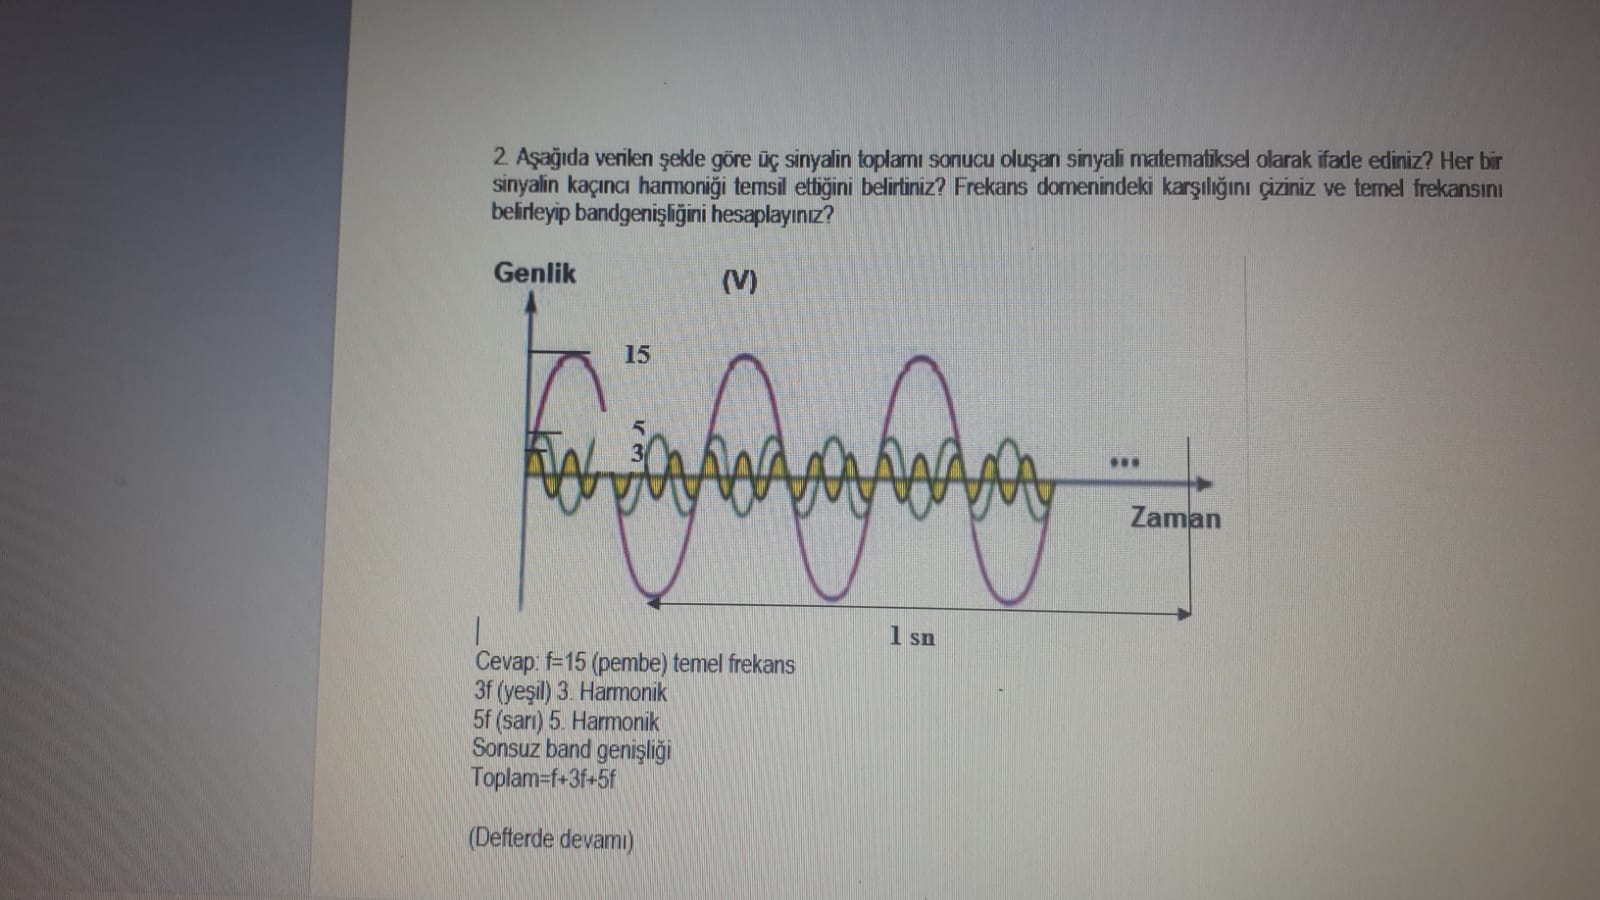 2. Aşağıda verilen şekle göre üç sinyalin toplamı sonucu oluşan sinyali matematiksel olarak ifade ediniz? Her bir
sinyalin kaçıncı harmoniği temsil ettiğini belirtiniz? Frekans domenindeki karşılığını çiziniz ve temel frekansını
belirleyip bandgenişliğini hesaplayınız?
Genlik
(V)
15
5
3
...
Zaman
1 sn
Cevap: f=15 (pembe) temel frekans
3f (yeşil) 3. Harmonik
5f (sarı) 5. Harmonik
Sonsuz band genişliği
Toplam=f+3f+5f
(Defterde devamı)